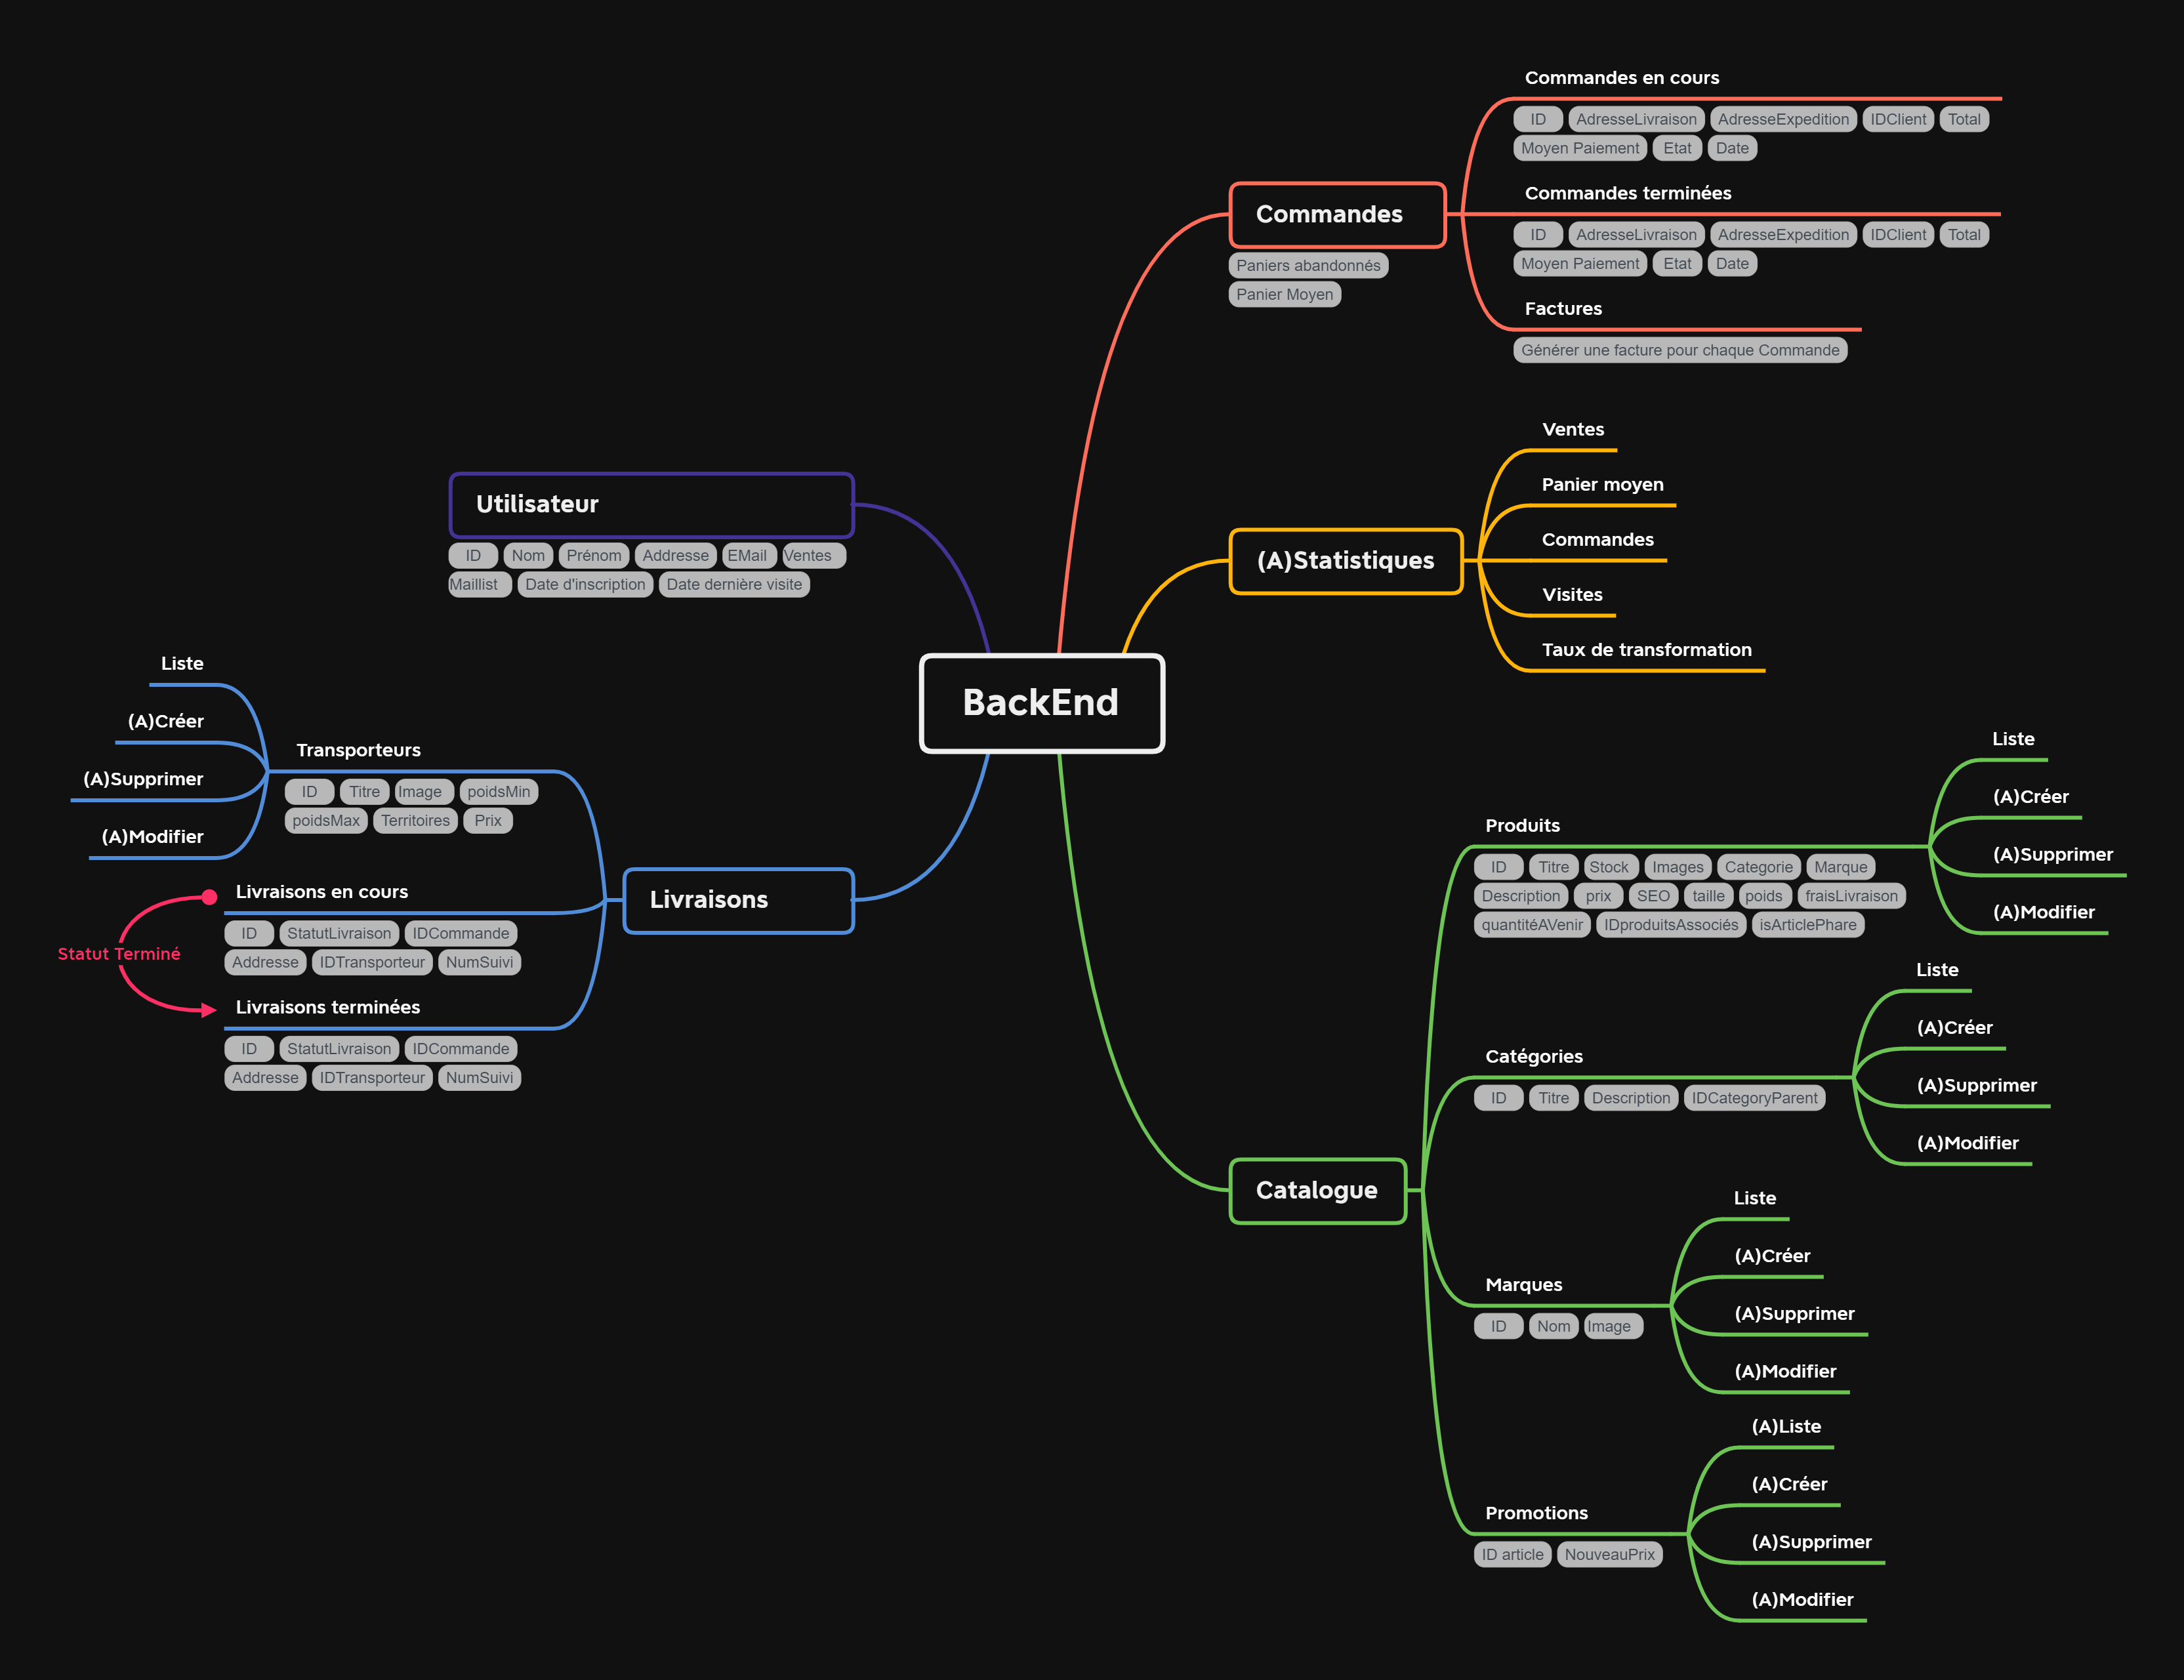 BackEnd
Commandes
Paniers abandonnés
Panier Moyen
Commandes en cours
ID AdresseLivraison AdresseExpedition IDClient Total
Moyen Paiement Etat Date
Commandes terminées
ID AdresseLivraison AdresseExpedition IDClient Total
Moyen Paiement Etat Date
Factures
Générer une facture pour chaque Commande
(A)Statistiques
Ventes
Panier moyen
Commandes
Visites
Taux de transformation
Catalogue
Produits
ID Titre Stock Images Categorie Marque
Description prix SEO taille poids fraisLivraison
quantitéAVenir IDproduitsAssociés isArticlePhare
Liste
(A)Créer
(A)Supprimer
(A)Modifier
Catégories
ID Titre Description IDCategoryParent
Liste
(A)Créer
(A)Supprimer
(A)Modifier
Marques
ID Nom Image
Liste
(A)Créer
(A)Supprimer
(A)Modifier
Promotions
ID article NouveauPrix
(A)Liste
(A)Créer
(A)Supprimer
(A)Modifier
Utilisateur
ID Nom Prénom Addresse EMail Ventes
Maillist Date d'inscription Date dernière visite
Livraisons
Transporteurs
ID Titre Image poidsMin
poidsMax Territoires Prix
Liste
(A)Créer
(A)Supprimer
(A)Modifier
Livraisons en cours
ID StatutLivraison IDCommande
Addresse IDTransporteur NumSuivi
Statut Terminé
Livraisons terminées
ID StatutLivraison IDCommande
Addresse IDTransporteur NumSuivi